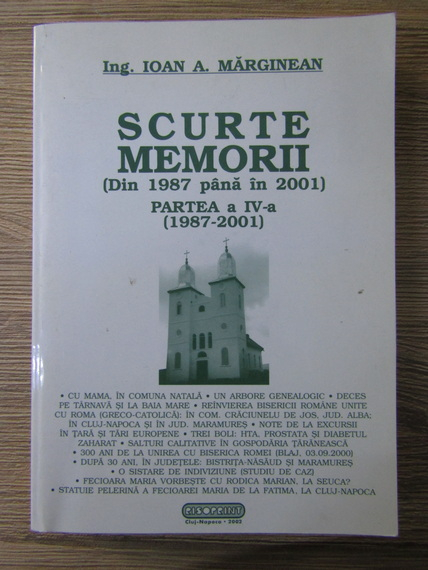 Ing. IOAN A. MĂRGINEAN
SCURTE
MEMORII
(Din 1987 până în 2001)
PARTEA a IV-a
(1987-2001)
• CU MAMA, ÎN COMUNA NATALĂ • UN ARBORE GENEALOGIC • DECES
PE TÂRNAVĂ ȘI LA BAIA MARE • REÎNVIEREA BISERICII ROMÂNE UNITE
CU ROMA (GRECO-CATOLICĂ): ÎN COM. CRĂCIUNELU DE JOS, JUD. ALBA;
ÎN CLUJ-NAPOCA ȘI ÎN JUD. MARAMUREȘ • NOTE DE LA EXCURSII
ÎN ȚARĂ ȘI ȚĂRI EUROPENE • TREI BOLI: HTA, PROSTATA ȘI DIABETUL
ZAHARAT • SALTURI CALITATIVE ÎN GOSPODĂRIA ȚĂRĂNEASCĂ
• 300 ANI DE LA UNIREA CU BISERICA ROMEI (BLAJ, 03.09.2000)
• DUPĂ 30 ANI, ÎN JUDEȚELE: BISTRIȚA-NĂSĂUD ȘI MARAMUREȘ
• O SISTARE DE INDIVIZIUNE (STUDIU DE CAZ)
• FECIOARA MARIA VORBEȘTE CU RODICA MARIAN, LA SEUCA?
• STATUIE PELERINĂ A FECIOAREI MARIA DE LA FATIMA, LA CLUJ-NAPOCA
RISOPRINT
Cluj-Napoca • 2002